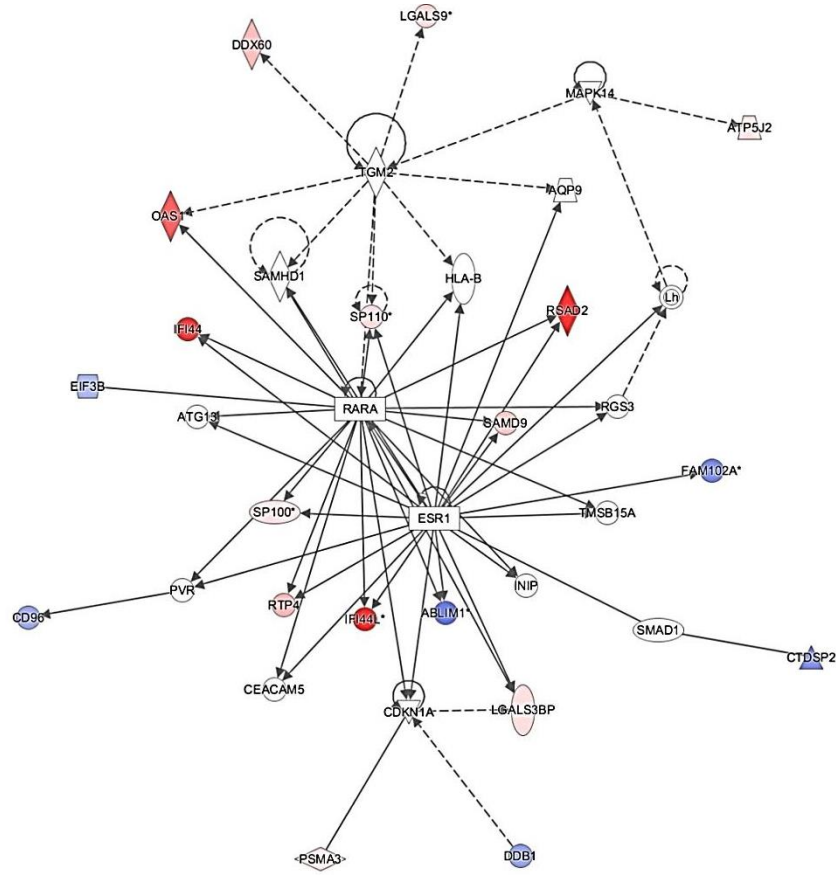 LGALS9*
DDX60
MAPK14
ATP5J2
TGM2
AQP9
OAS1
SAMHD1
HLA-B
Lh
RSAD2
SP110*
IFI44
EIF3B
RARA
RGS3
ATG13
SAMD9
FAM102A*
SP100*
ESR1
TMSB15A
INIP
PVR
RTP4
ABLIM1*
CD96
IFI44L*
SMAD1
CTDSP2
CEACAM5
CDKN1A
LGALS3BP
<PSMA3>
DDB1